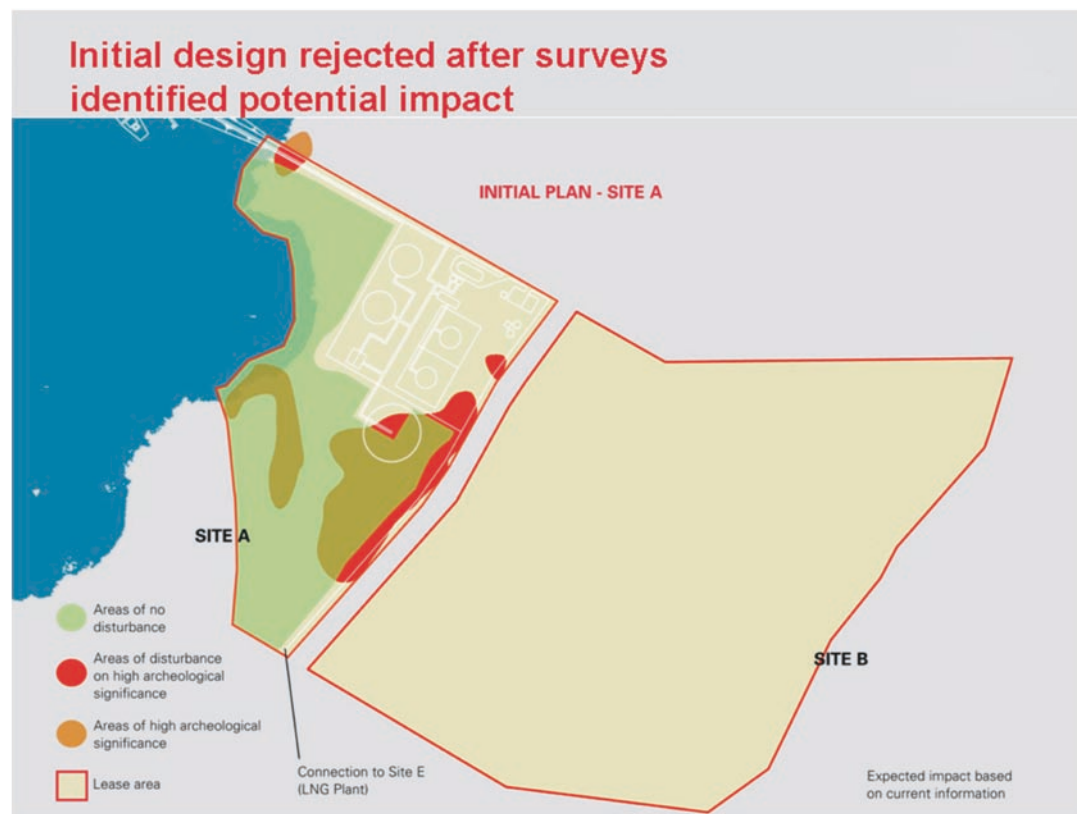 Initial design rejected after surveys
identified potential impact
INITIAL PLAN - SITE A
SITE A
SITE B
Areas of no
disturbance
Areas of disturbance
on high archeological
significance
Areas of high archeological
significance
Lease area
Connection to Site E
(LNG Plant)
Expected impact based
on current information